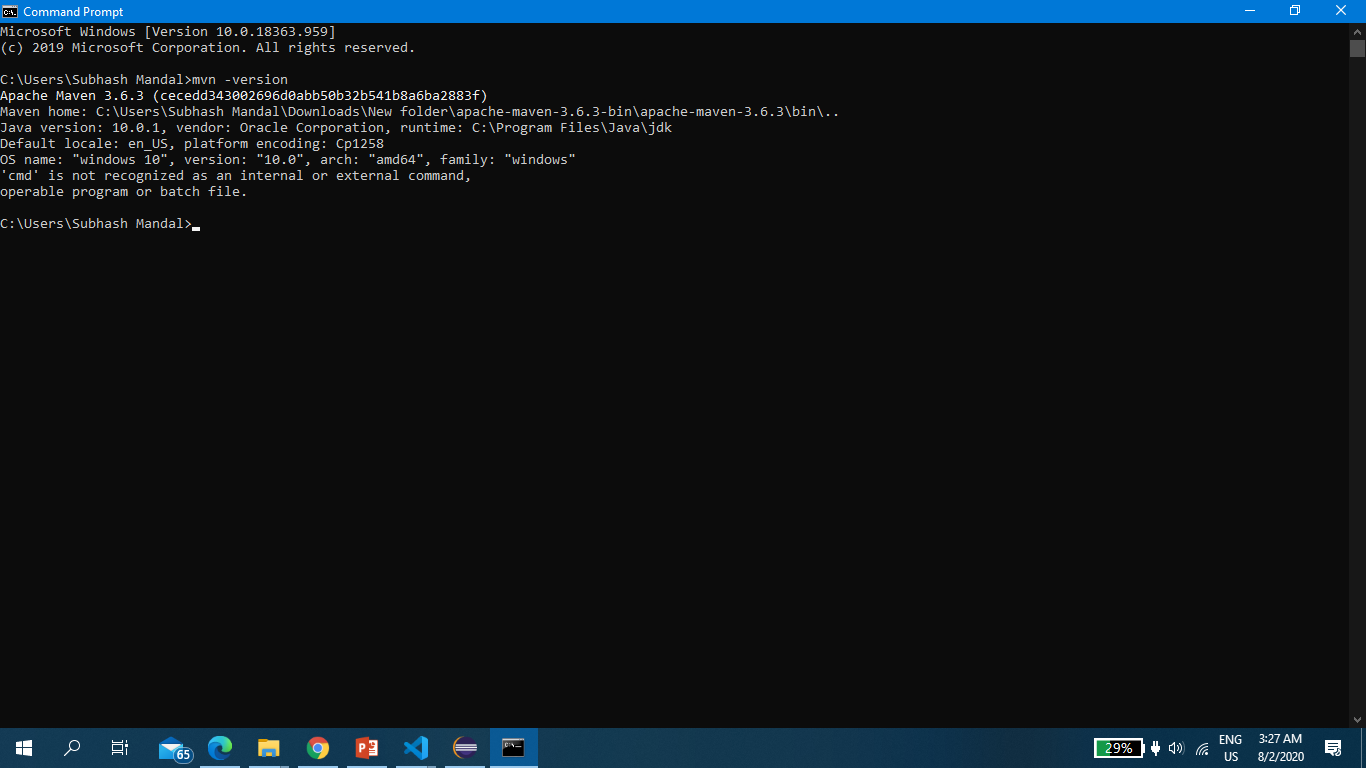 Command Prompt
Microsoft Windows [Version 10.0.18363.959]
(c) 2019 Microsoft Corporation. All rights reserved.
C:\Users\Subhash Mandal>mvn -version
Apache Maven 3.6.3 (cecedd343002696d0abb50b32b541b8a6ba2883f)
Maven home: C:\Users\Subhash Mandal\Downloads\New folder\apache-maven-3.6.3-bin\apache-maven-3.6.3\bin\..
Java version: 10.0.1, vendor: Oracle Corporation, runtime: C:\Program Files\Java\jdk
Default locale: en_US, platform encoding: Cp1258
OS name: "windows 10", version: "10.0", arch: "amd64", family: "windows"
'cmd' is not recognized as an internal or external command,
operable program or batch file.
C:\Users\Subhash Mandal>
65
29%
ENG
US
3:27 AM
8/2/2020